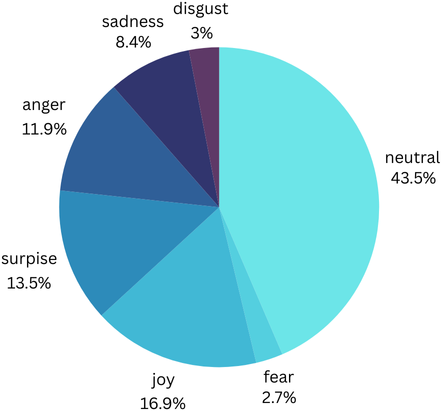 disgust
3%
sadness
8.4%
anger
11.9%
neutral
43.5%
surpise
13.5%
joy
16.9%
fear
2.7%